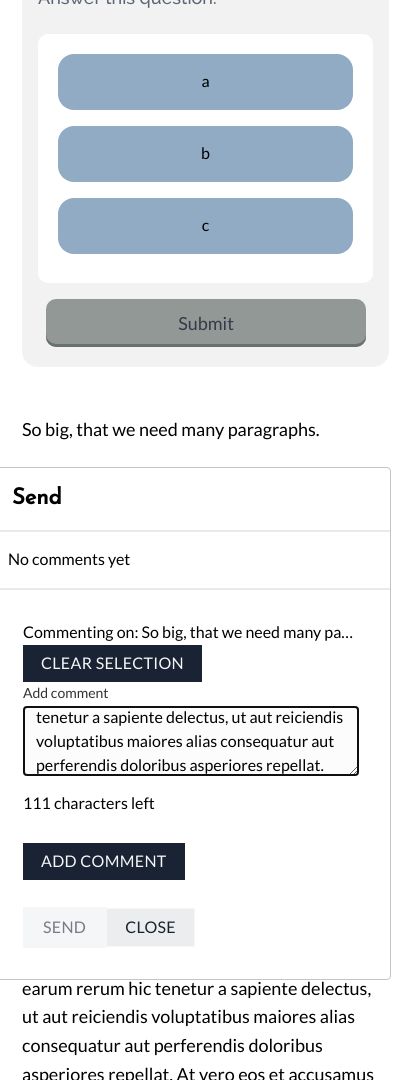 Answer this question.
a
b
c
Submit
So big, that we need many paragraphs.
Send
No comments yet
Commenting on: So big, that we need many pa...
CLEAR SELECTION
Add comment
tenetur a sapiente delectus, ut aut reiciendis
voluptatibus maiores alias consequatur aut
perferendis doloribus asperiores repellat.
111 characters left
ADD COMMENT
SEND CLOSE
earum rerum hic tenetur a sapiente delectus,
ut aut reiciendis voluptatibus maiores alias
consequatur aut perferendis doloribus
asperiores repellat. At vero eos et accusamus